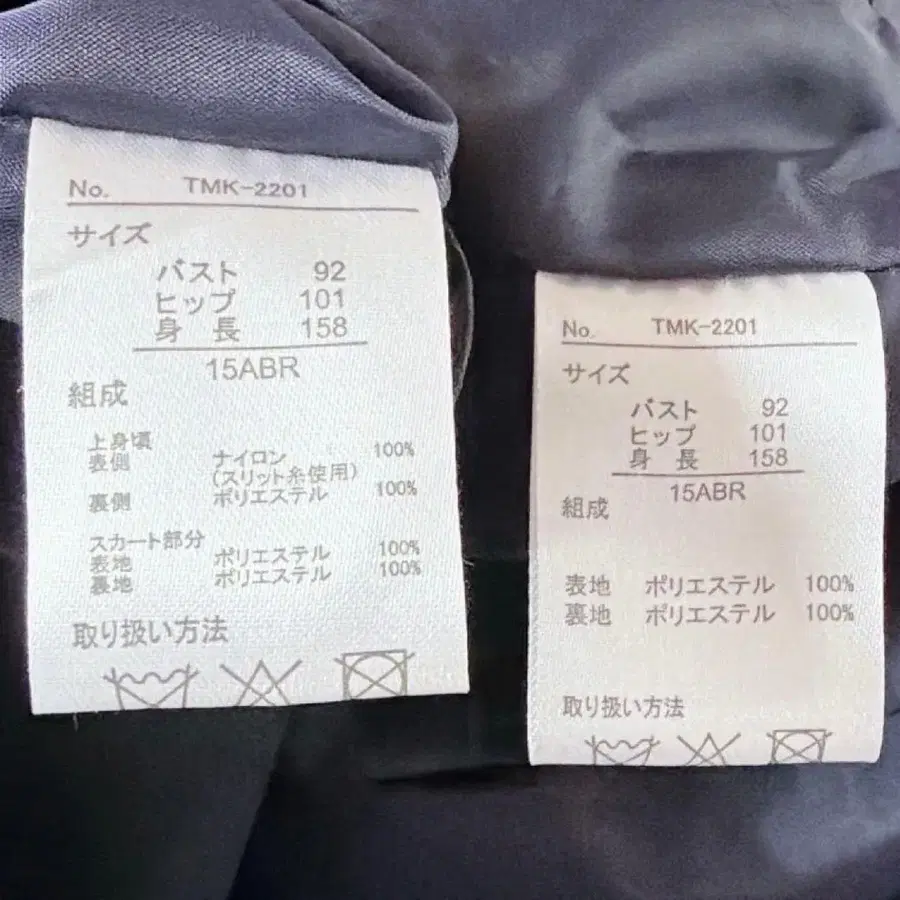 No. TMK-2201
サイズ
バスト 92
ヒップ 101
身長 158
15ABR
組成
上身頃
表側 ナイロン 100%
(スリット糸使用)
裏側 ポリエステル 100%
スカート部分
表地 ポリエステル 100%
裏地 ポリエステル 100%
取り扱い方法
No. TMK-2201
サイズ
バスト 92
ヒップ 101
身長 158
15ABR
組成
表地 ポリエステル 100%
裏地 ポリエステル 100%
取り扱い方法